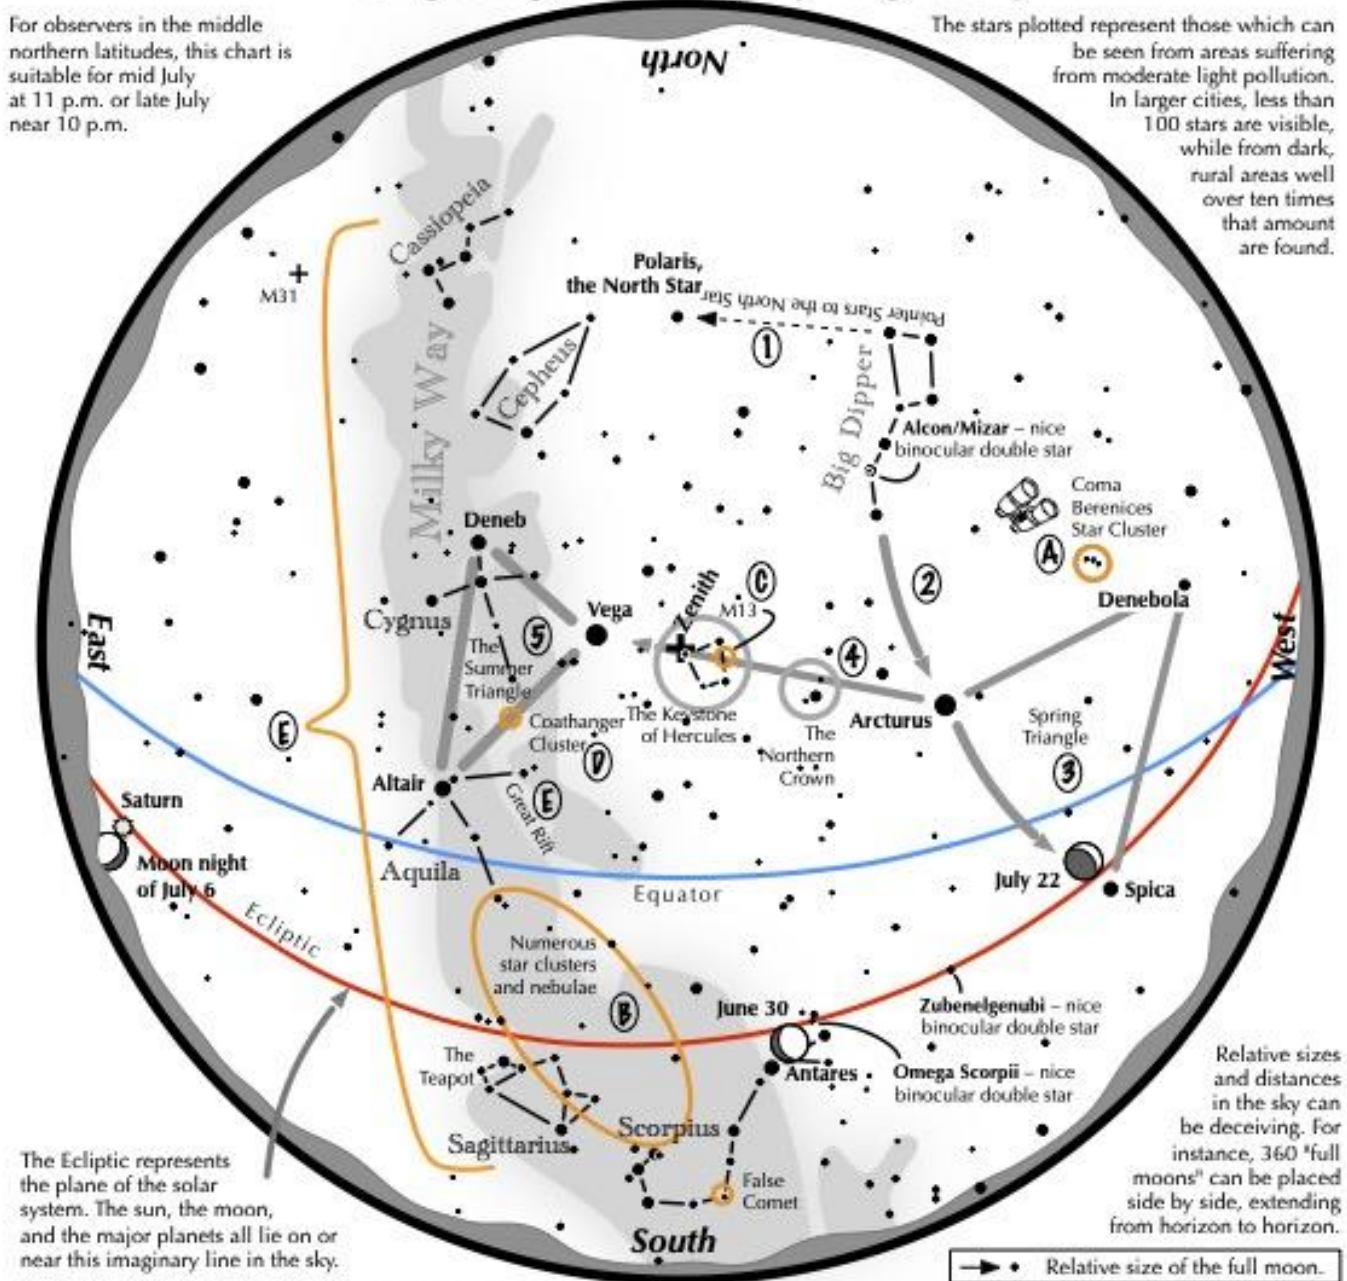 For observers in the middle
northern latitudes, this chart is
suitable for mid July
at 11 p.m. or late July
near 10 p.m.
The stars plotted represent those which can
be seen from areas suffering
from moderate light pollution.
In larger cities, less than
100 stars are visible,
while from dark,
rural areas well
over ten times
that amount
are found.
North
Cassiopeia
M31
Polaris,
the North Star
Pointer Stars to the North Star
1
Milky Way
Cepheus
Big Dipper
Alcon/Mizar – nice
binocular double star
Coma
Berenices
Star Cluster
A
Deneb
Cygnus
Vega
5
The
Summer
Triangle
Zenith
C
M13
2
Denebola
East
West
4
E
Coathanger
Cluster
D
The Keystone
of Hercules
The
Northern
Crown
Arcturus
Spring
Triangle
3
Altair
Great Rift
E
Saturn
Moon night
of July 6
Aquila
Equator
July 22
Spica
Ecliptic
Numerous
star clusters
and nebulae
B
June 30
Zubenelgenubi – nice
binocular double star
The
Teapot
Antares
Omega Scorpii – nice
binocular double star
Sagittarius
Scorpius
False
Comet
South
The Ecliptic represents
the plane of the solar
system. The sun, the moon,
and the major planets all lie on or
near this imaginary line in the sky.
Relative sizes
and distances
in the sky can
be deceiving. For
instance, 360 "full
moons" can be placed
side by side, extending
from horizon to horizon.
Relative size of the full moon.